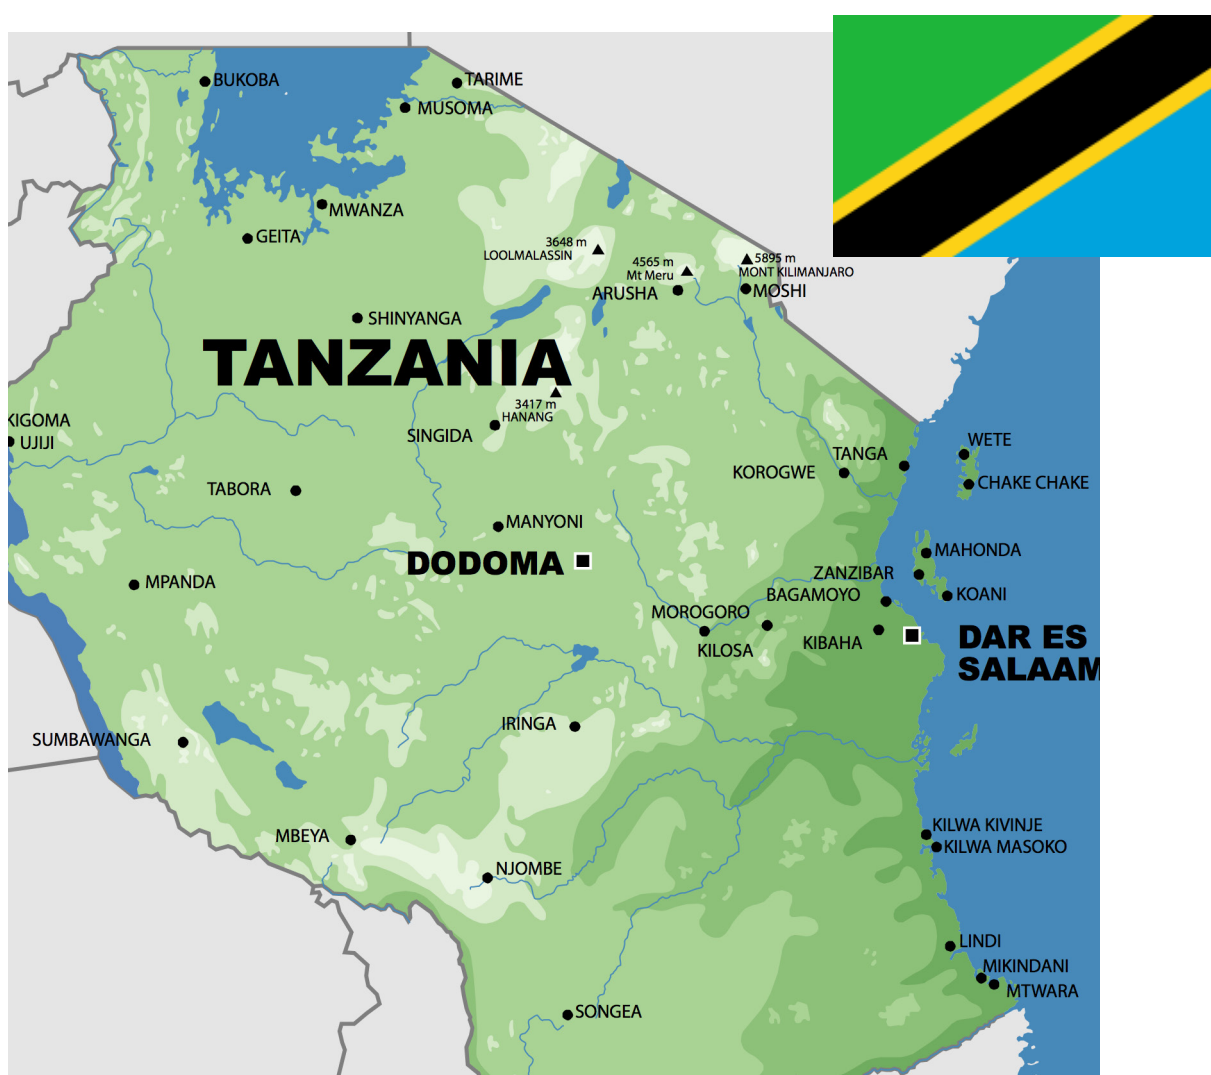 BUKOBA
TARIME
MUSOMA
MWANZA
GEITA
3648 m
LOOLMALASSIN
4565 m
Mt Meru
5895 m
MONT KILIMANJARO
ARUSHA
MOSHI
SHINYANGA
TANZANIA
3417 m
HANANG
KIGOMA
UJIJI
SINGIDA
WETE
TANGA
KOROGWE
CHAKE CHAKE
TABORA
MANYONI
MAHONDA
DODOMA
ZANZIBAR
MPANDA
BAGAMOYO
KOANI
MOROGORO
KILOSA
KIBAHA
DAR ES
SALAAM
IRINGA
SUMBAWANGA
KILWA KIVINJE
MBEYA
KILWA MASOKO
NJOMBE
LINDI
MIKINDANI
MTWARA
SONGEA